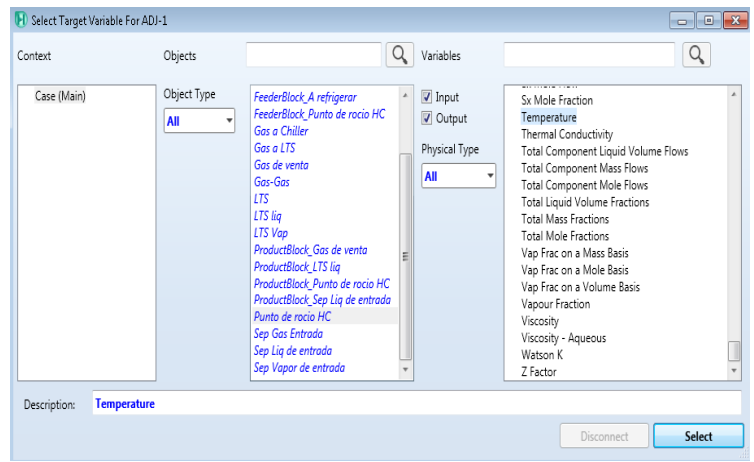 Select Target Variable For ADJ-1
Context
Objects
Variables
Case (Main)
Object Type
All
FeederBlock_A refrigerar
FeederBlock_Punto de rocio HC
Gas a Chiller
Gas a LTS
Gas de venta
Gas-Gas
LTS
LTS liq
LTS Vap
ProductBlock_Gas de venta
ProductBlock_LTS liq
ProductBlock_Punto de rocio HC
ProductBlock_Sep Liq de entrada
Punto de rocio HC
Sep Gas Entrada
Sep Liq de entrada
Sep Vapor de entrada
Input
Output
Physical Type
All
Sx Mole Fraction
Temperature
Thermal Conductivity
Total Component Liquid Volume Flows
Total Component Mass Flows
Total Component Mole Flows
Total Liquid Volume Fractions
Total Mass Fractions
Total Mole Fractions
Vap Frac on a Mass Basis
Vap Frac on a Mole Basis
Vap Frac on a Volume Basis
Vapour Fraction
Viscosity
Viscosity - Aqueous
Watson K
Z Factor
Description: Temperature
Disconnect
Select